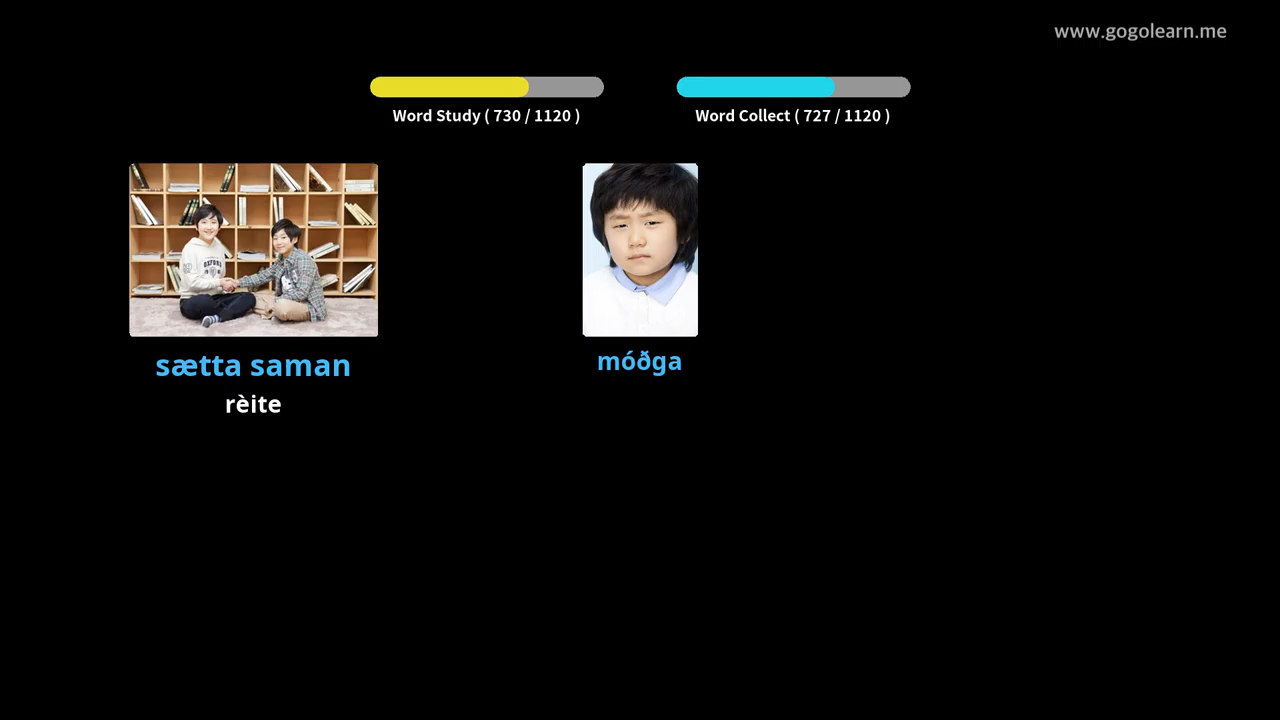 www.gogolearn.me
Word Study ( 730 / 1120 )
Word Collect ( 727 / 1120 )
sætta saman
rèite
móðga